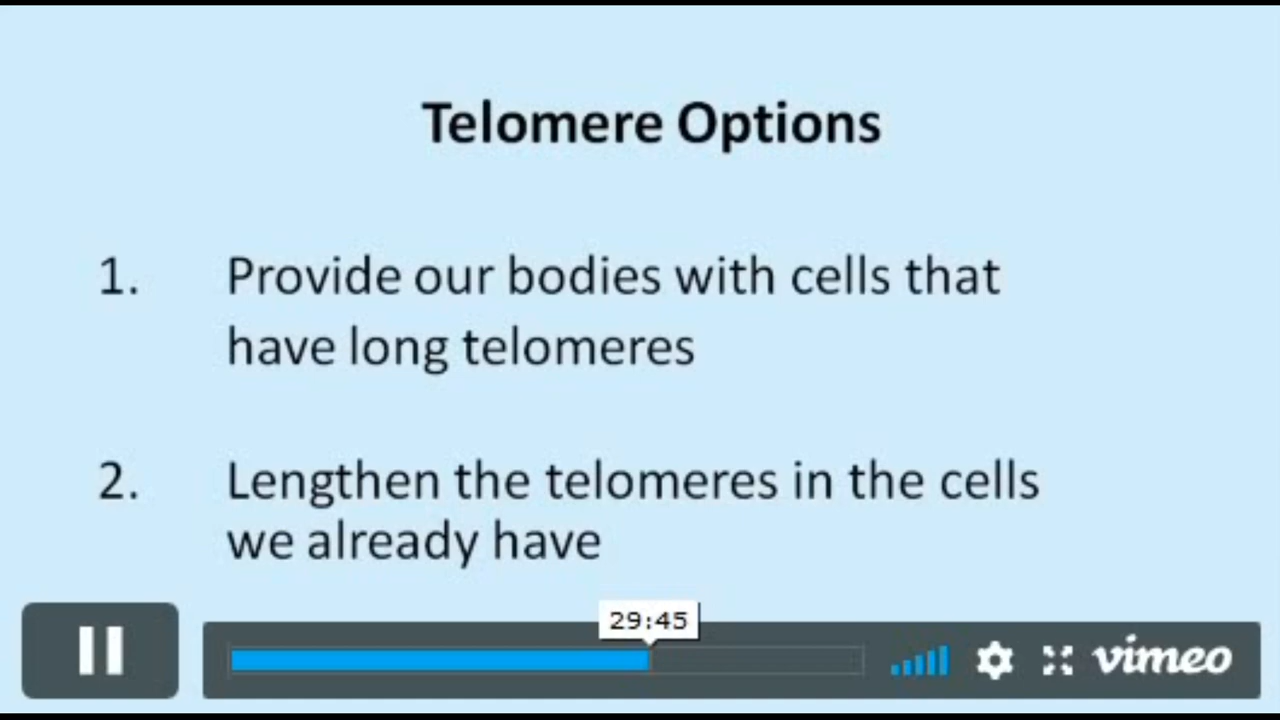 Telomere Options
1. Provide our bodies with cells that
have long telomeres
2. Lengthen the telomeres in the cells
we already have
29:45
vimeo